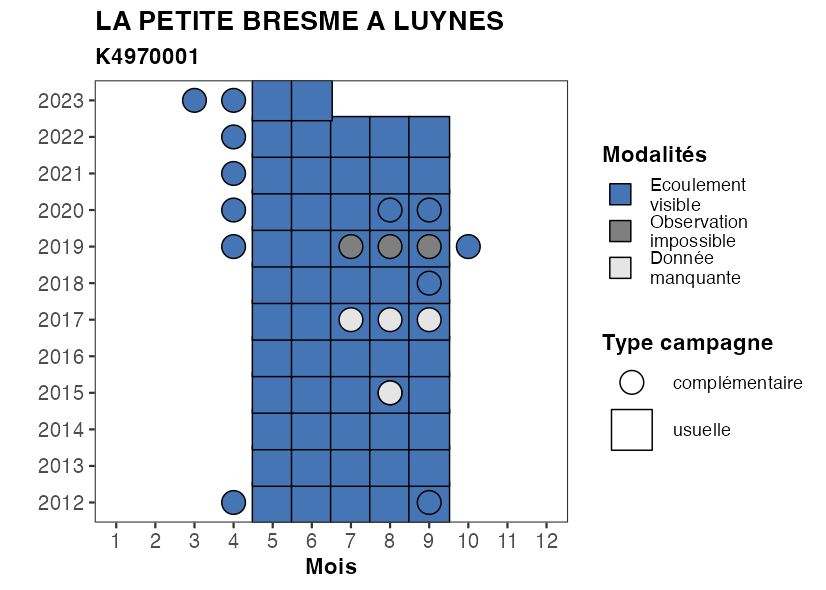 LA PETITE BRESME A LUYNES
K4970001
2023
2022
2021
2020
2019
2018
2017
2016
2015
2014
2013
2012
1 2 3 4 5 6 7 8 9 10 11 12
Mois
Modalités
Ecoulement
visible
Observation
impossible
Donnée
manquante
Type campagne
complémentaire
usuelle